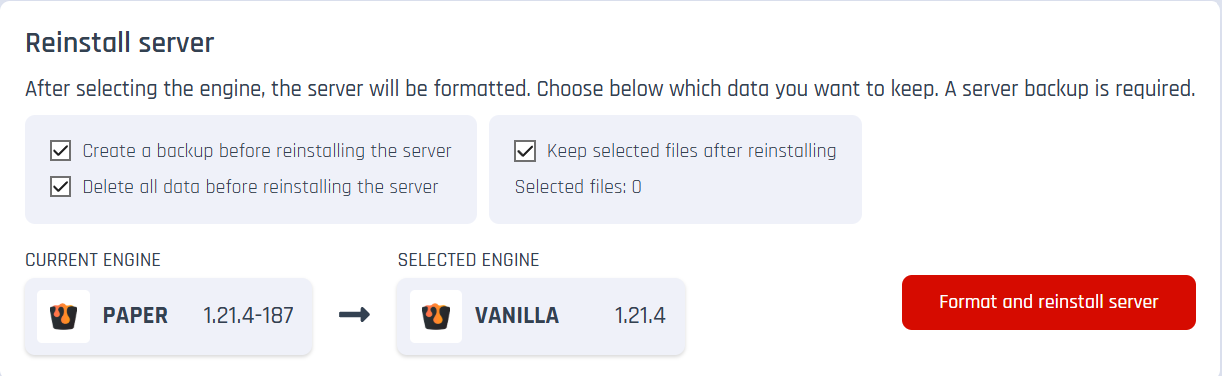 Reinstall server
After selecting the engine, the server will be formatted. Choose below which data you want to keep. A server backup is required.
Create a backup before reinstalling the server
Delete all data before reinstalling the server
Keep selected files after reinstalling
Selected files: 0
CURRENT ENGINE
PAPER 1.21.4-187
SELECTED ENGINE
VANILLA 1.21.4
Format and reinstall server